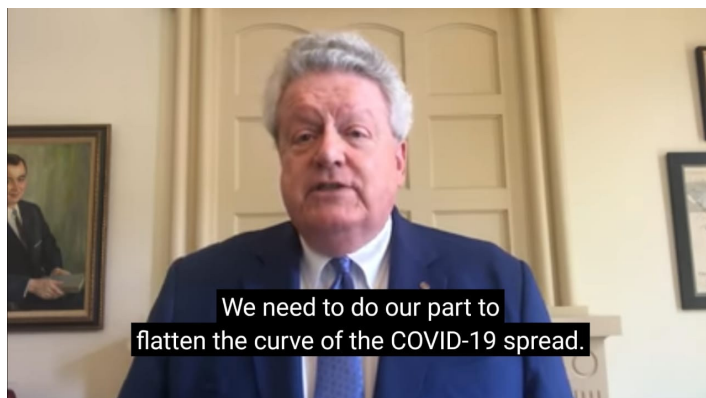 We need to do our part to
flatten the curve of the COVID-19 spread.